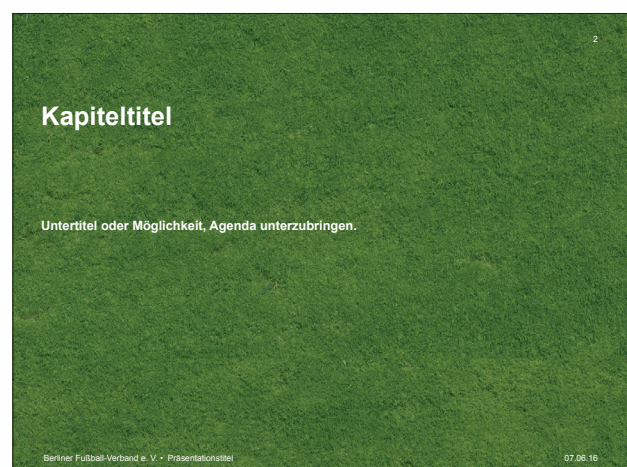 2
Kapiteltitel
Untertitel oder Möglichkeit, Agenda unterzubringen.
Berliner Fußball-Verband e. V. • Präsentationstitel
07.06.16